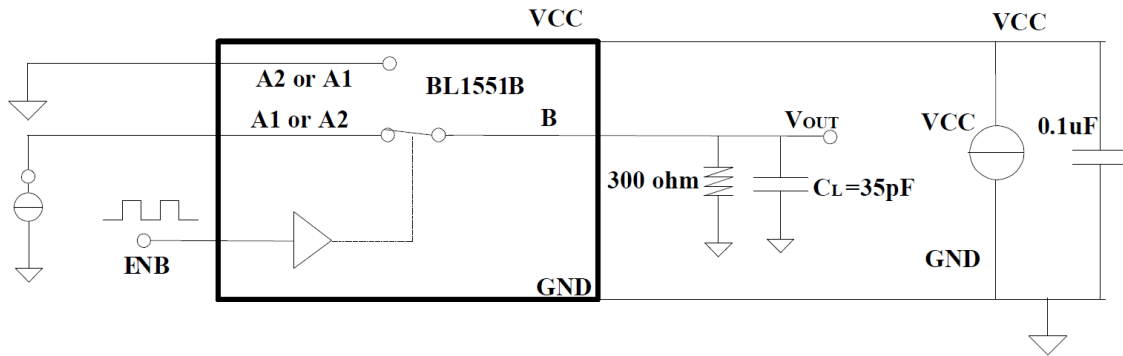 VCC
VCC
A2 or A1
BL1551B
A1 or A2
B
VOUT
VCC
0.1uF
300 ohm
CL=35pF
ENB
GND
GND